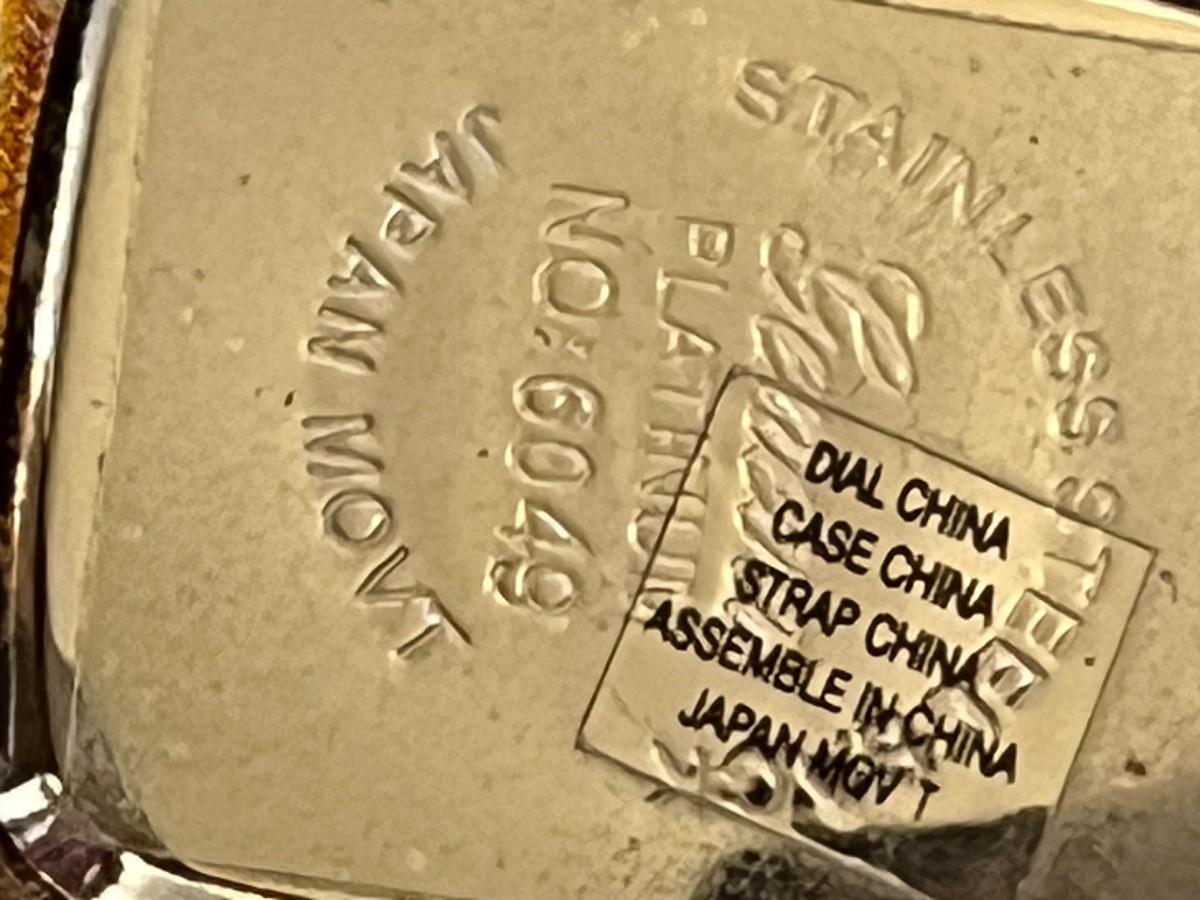 STAINLESS STEEL
PLATINUM
NO:6049
JAPAN MOVT
DIAL CHINA
CASE CHINA
STRAP CHINA
ASSEMBLE IN CHINA
JAPAN MOV'T